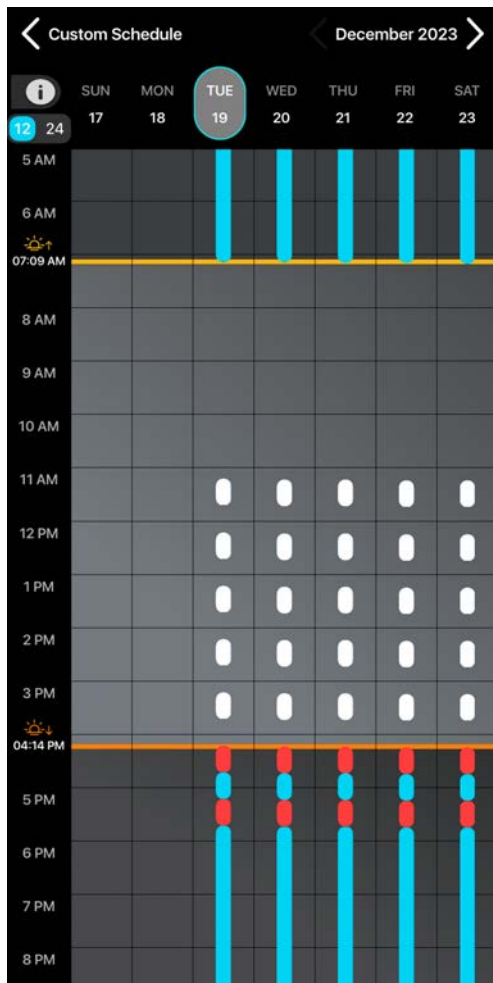 Custom Schedule December 2023
i SUN MON TUE WED THU FRI SAT
12 24 17 18 19 20 21 22 23
5 AM
6 AM
07:09 AM
8 AM
9 AM
10 AM
11 AM
12 PM
1 PM
2 PM
3 PM
04:14 PM
5 PM
6 PM
7 PM
8 PM